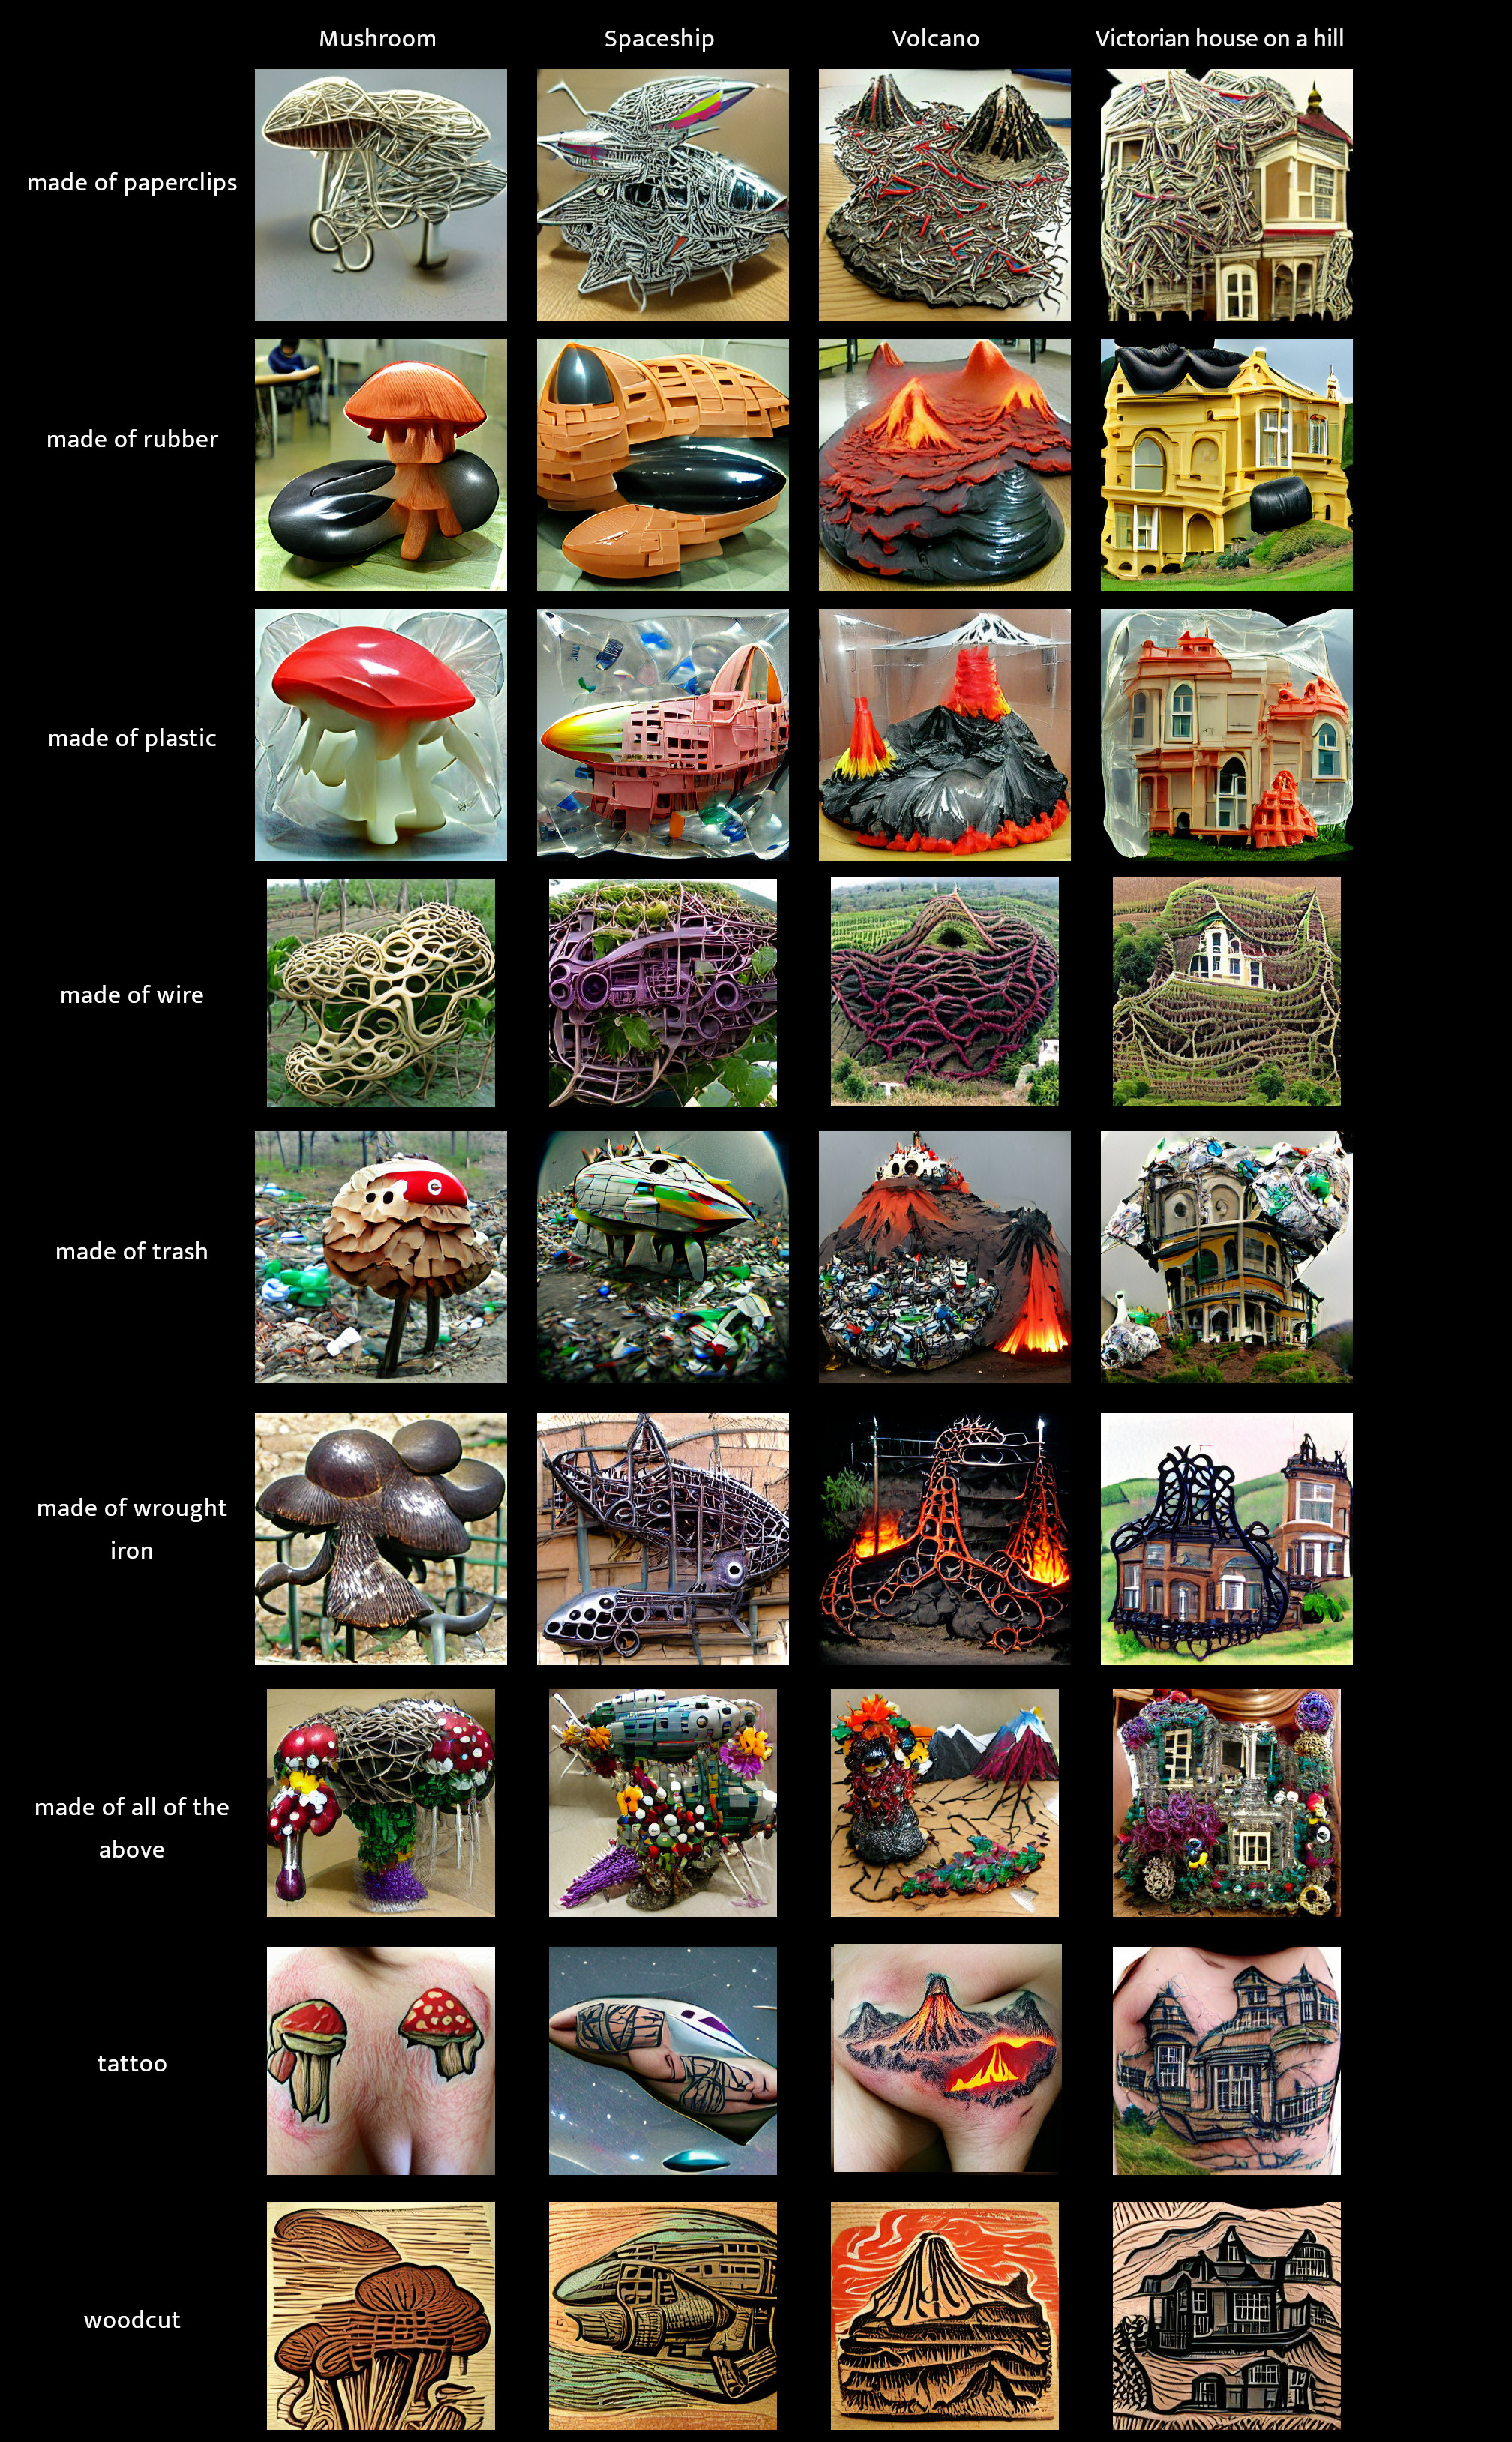 Mushroom
Spaceship
Volcano
Victorian house on a hill
made of paperclips
made of rubber
made of plastic
made of wire
made of trash
made of wrought
iron
made of all of the
above
tattoo
woodcut